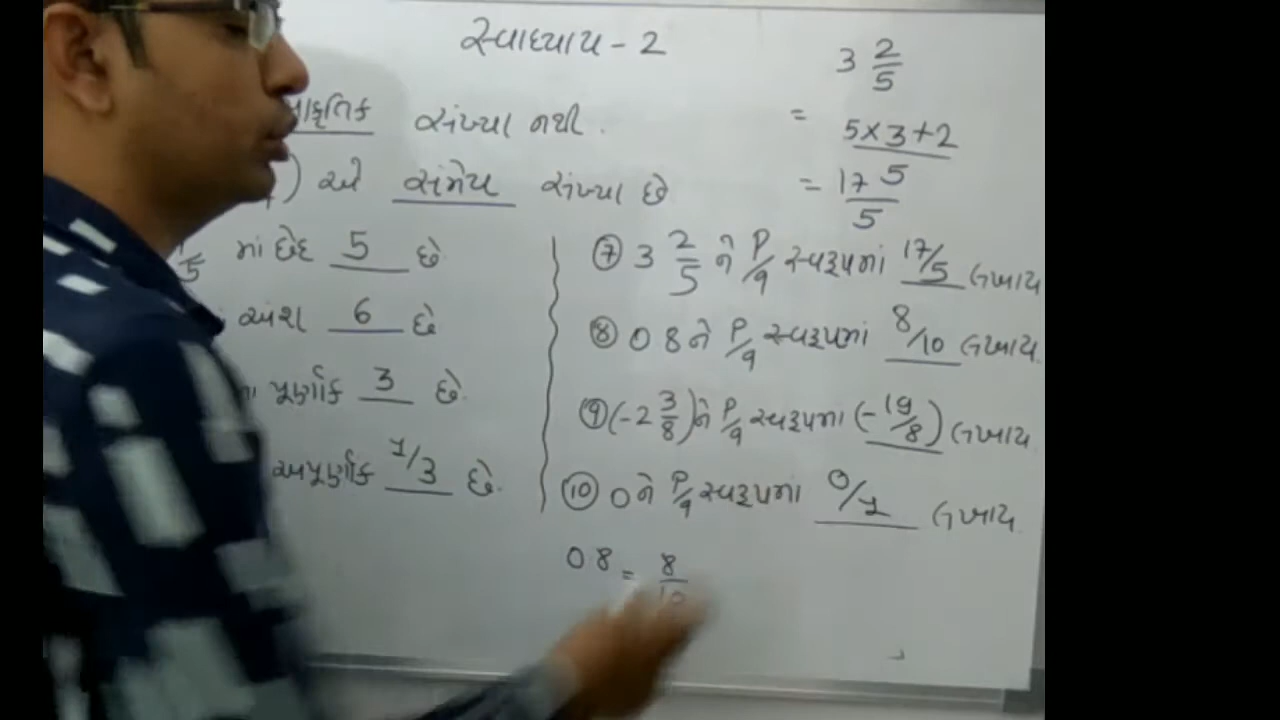 સ્વાધ્યાય - 2
સંખ્યા નથી.
) એ સંમેય સંખ્યા છે
માં છેદ 5 છે
અંશ 6 છે
પૂર્ણાંક 3 છે.
અપૂર્ણાંક 1/3 છે.
3 2/5
= 5×3+2
5
= 17/5
⑦ 3 2/5 ને P/q સ્વરૂપમાં 17/5 લખાય
⑧ 0 8 ને P/q સ્વરૂપમાં 8/10 લખાય.
⑨ (-2 3/8) ને P/q સ્વરૂપમા (-19/8) લખાય
⑩ 0 ને P/q સ્વરૂપમા 0/1 લખાય.
0 8 = 8/10